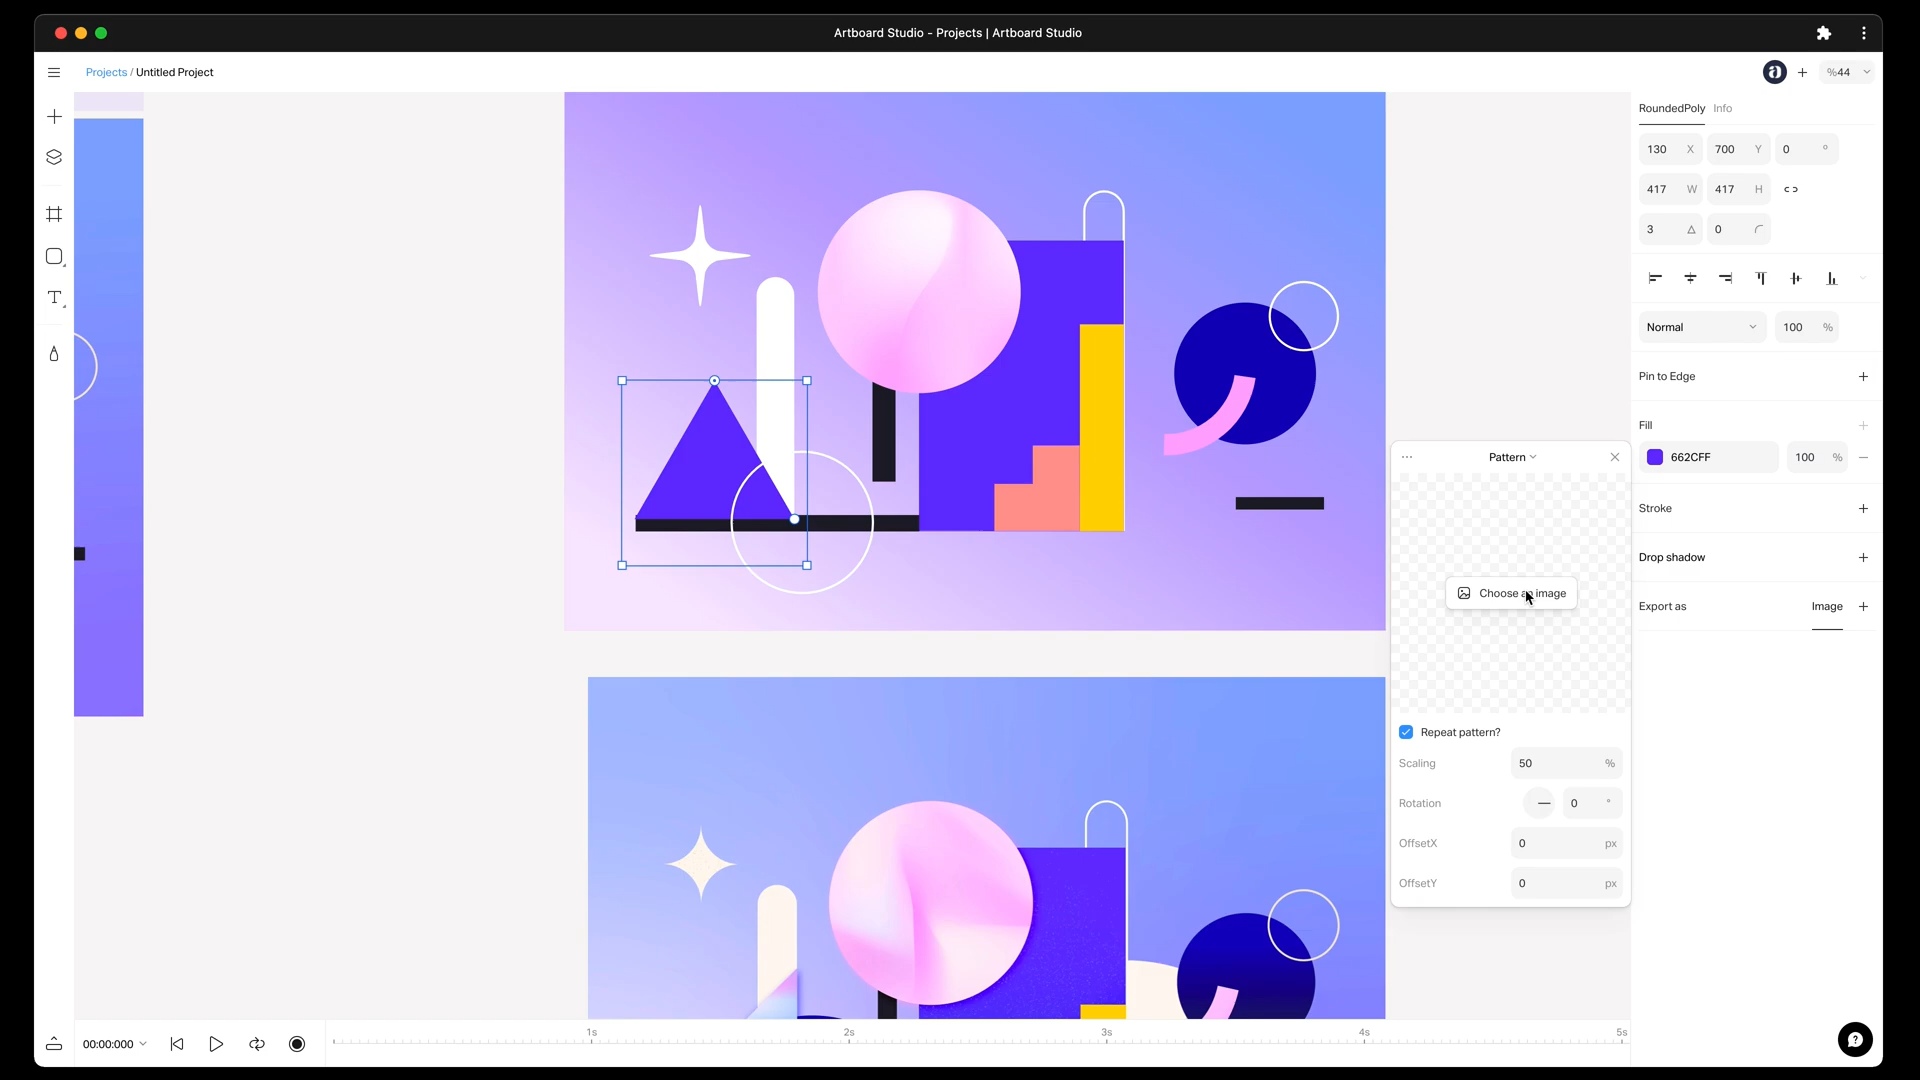 Artboard Studio - Projects | Artboard Studio
Projects / Untitled Project
a
%44
RoundedPoly Info
130 X 700 Y 0 °
417 W 417 H
3 0
Normal 100 %
Pin to Edge
Fill
662CFF 100 %
Stroke
Drop shadow
Export as Image
Pattern
Choose an image
Repeat pattern?
Scaling 50 %
Rotation 0 °
OffsetX 0 px
OffsetY 0 px
T
00:00:000
1s 2s 3s 4s 5s
?